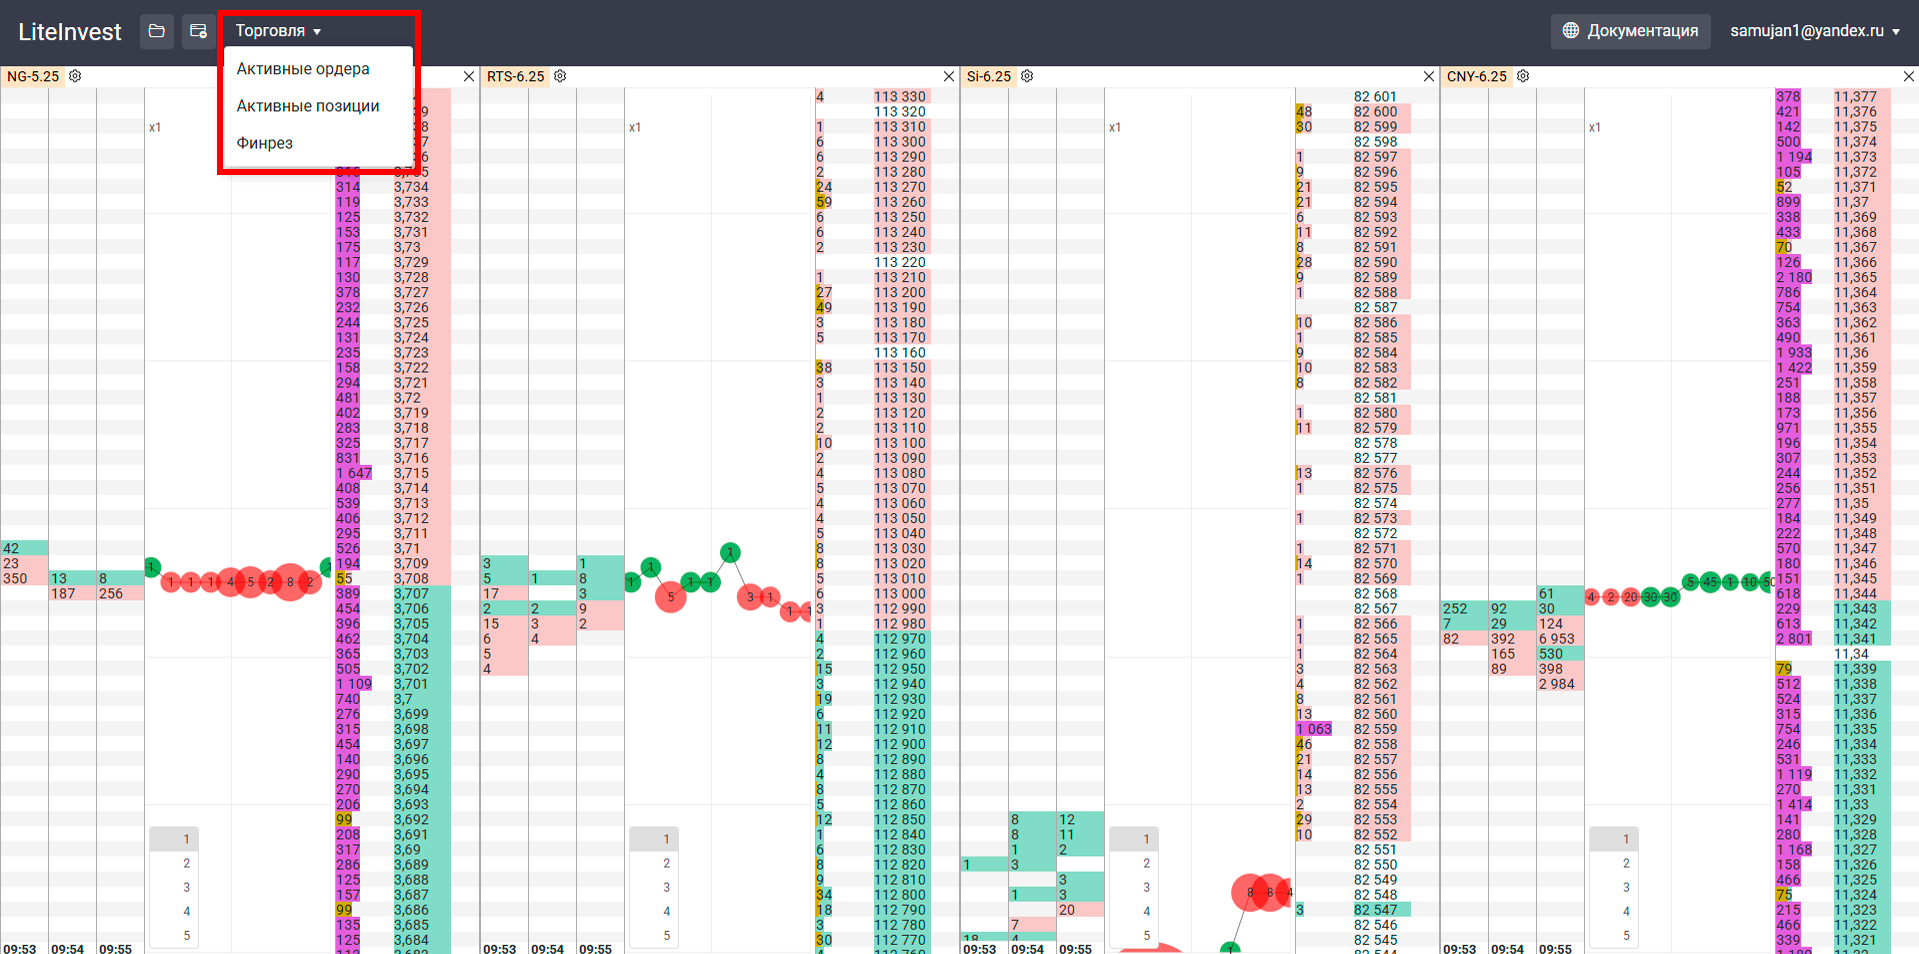 LiteInvest
Торговля
Документация
samujan1@yandex.ru
Активные ордера
Активные позиции
Финрез
NG-5.25
RTS-6.25
Si-6.25
CNY-6.25
x1
314 3,734
119 3,733
125 3,732
153 3,731
175 3,73
117 3,729
130 3,728
378 3,727
232 3,726
244 3,725
131 3,724
235 3,723
158 3,722
294 3,721
481 3,72
402 3,719
283 3,718
325 3,717
831 3,716
1 647 3,715
408 3,714
539 3,713
406 3,712
295 3,711
526 3,71
194 3,709
55 3,708
389 3,707
454 3,706
396 3,705
462 3,704
365 3,703
505 3,702
1 109 3,701
740 3,7
276 3,699
315 3,698
454 3,697
140 3,696
290 3,695
270 3,694
206 3,693
99 3,692
208 3,691
317 3,69
286 3,689
125 3,688
157 3,687
99 3,686
135 3,685
125 3,684
42
23
350 13 8
187 256
1 1 1 1 4 5 2 8 2 1
1
2
3
4
5
09:53 09:54 09:55
x1
4 113 330
113 320
1 113 310
6 113 300
6 113 290
2 113 280
24 113 270
59 113 260
6 113 250
6 113 240
2 113 230
113 220
1 113 210
27 113 200
49 113 190
3 113 180
5 113 170
113 160
38 113 150
3 113 140
1 113 130
2 113 120
2 113 110
10 113 100
2 113 090
4 113 080
5 113 070
4 113 060
4 113 050
5 113 040
8 113 030
8 113 020
5 113 010
6 113 000
3 112 990
1 112 980
4 112 970
2 112 960
15 112 950
3 112 940
19 112 930
6 112 920
11 112 910
12 112 900
8 112 890
4 112 880
8 112 870
5 112 860
12 112 850
1 112 840
6 112 830
8 112 820
9 112 810
34 112 800
18 112 790
3 112 780
30 112 770
3 1
5 1 8
17 3
2 2 9
15 3 2
6 4
5
4
1 1 5 1 1 1 3 1 1 1
1
2
3
4
5
09:53 09:54 09:55
x1
82 601
48 82 600
30 82 599
82 598
1 82 597
9 82 596
21 82 595
21 82 594
6 82 593
11 82 592
8 82 591
28 82 590
9 82 589
1 82 588
82 587
10 82 586
1 82 585
9 82 584
10 82 583
8 82 582
82 581
1 82 580
11 82 579
82 578
82 577
13 82 576
1 82 575
82 574
1 82 573
82 572
1 82 571
14 82 570
1 82 569
82 568
82 567
1 82 566
1 82 565
1 82 564
3 82 563
4 82 562
8 82 561
13 82 560
1 063 82 559
46 82 558
21 82 557
14 82 556
13 82 555
2 82 554
29 82 553
10 82 552
82 551
82 550
82 549
82 548
3 82 547
82 546
82 545
8 12
8 11
1 2
1 3
3
1 3
20
7
8 8 4
1
1
2
3
4
5
09:53 09:54 09:55
x1
378 11,377
421 11,376
142 11,375
500 11,374
1 194 11,373
105 11,372
52 11,371
899 11,37
338 11,369
433 11,368
70 11,367
126 11,366
2 180 11,365
786 11,364
754 11,363
363 11,362
490 11,361
1 933 11,36
1 422 11,359
251 11,358
188 11,357
173 11,356
971 11,355
196 11,354
307 11,353
244 11,352
256 11,351
277 11,35
184 11,349
222 11,348
570 11,347
180 11,346
151 11,345
618 11,344
229 11,343
613 11,342
2 801 11,341
11,34
79 11,339
512 11,338
524 11,337
315 11,336
754 11,335
246 11,334
531 11,333
1 119 11,332
270 11,331
1 414 11,33
141 11,329
280 11,328
1 168 11,327
158 11,326
466 11,325
75 11,324
215 11,323
466 11,322
339 11,321
61
252 92 30
7 29 124
82 392 6 953
165 530
89 398
2 984
4 2 20 30 30 5 45 1 10 50
1
2
3
4
5
09:53 09:54 09:55